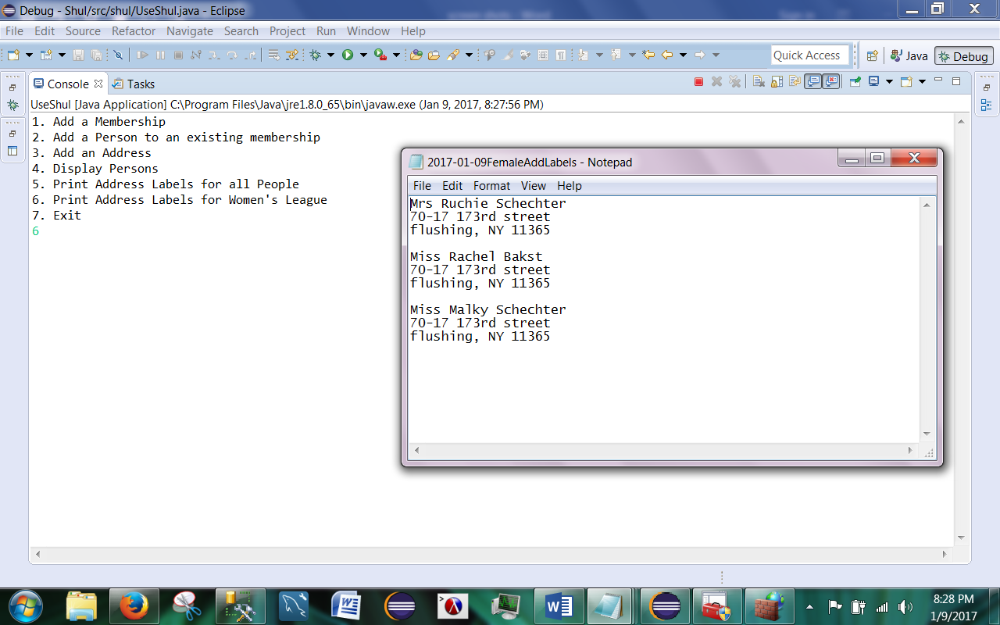 Debug - Shul/src/shul/UseShul.java - Eclipse
File Edit Source Refactor Navigate Search Project Run Window Help
Quick Access
Java
Debug
Console
Tasks
UseShul [Java Application] C:\Program Files\Java\jre1.8.0_65\bin\javaw.exe (Jan 9, 2017, 8:27:56 PM)
1. Add a Membership
2. Add a Person to an existing membership
3. Add an Address
4. Display Persons
5. Print Address Labels for all People
6. Print Address Labels for Women's League
7. Exit
6
2017-01-09FemaleAddLabels - Notepad
File Edit Format View Help
Mrs Ruchie Schechter
70-17 173rd street
flushing, NY 11365
Miss Rachel Bakst
70-17 173rd street
flushing, NY 11365
Miss Malky Schechter
70-17 173rd street
flushing, NY 11365
8:28 PM
1/9/2017